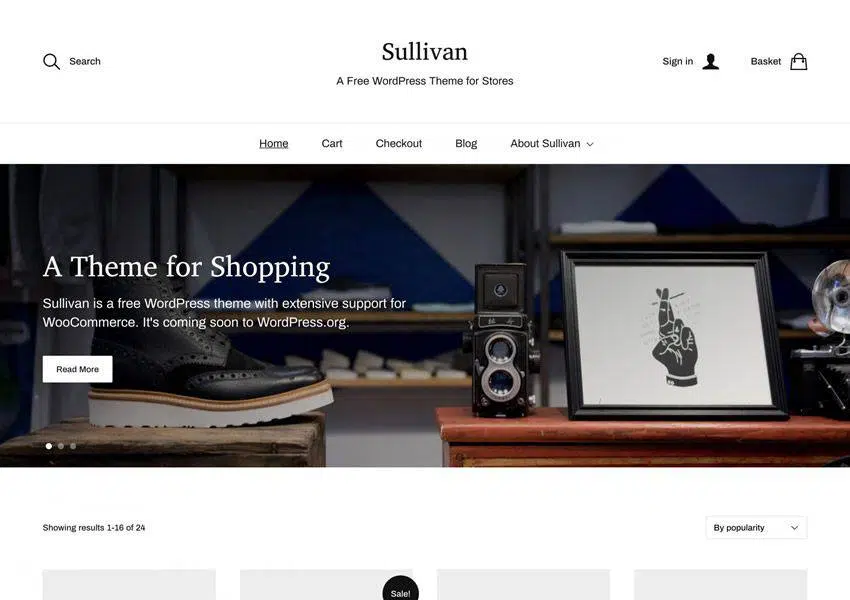 Sullivan
Search
Sign in
Basket
A Free WordPress Theme for Stores
Home
Cart
Checkout
Blog
About Sullivan
A Theme for Shopping
Sullivan is a free WordPress theme with extensive support for
WooCommerce. It's coming soon to WordPress.org.
Read More
Showing results 1-16 of 24
By popularity
Sale!